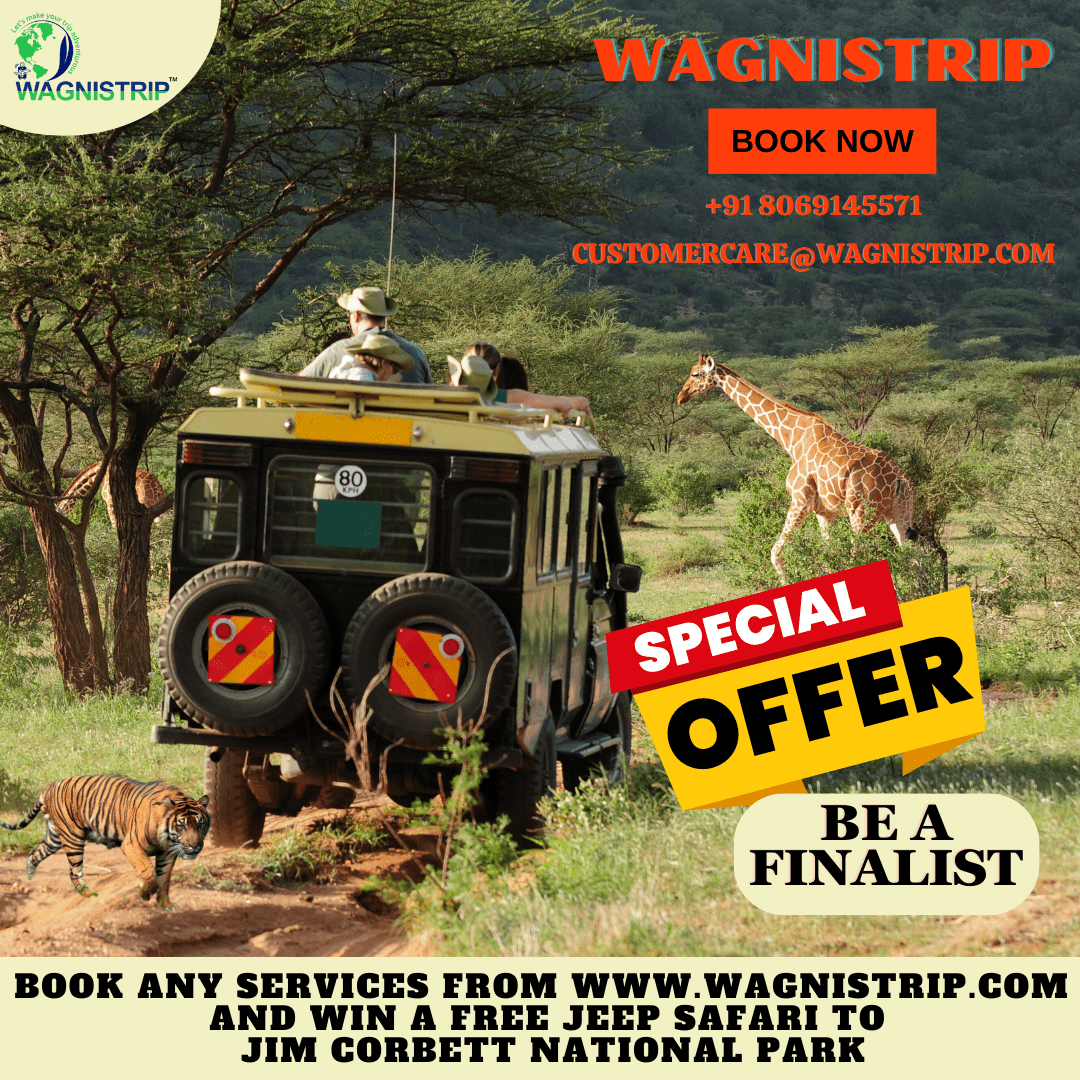 Let's make your trip adventurous
WAGNISTRIP™
WAGNISTRIP
BOOK NOW
+91 8069145571
CUSTOMERCARE@WAGNISTRIP.COM
80
KPH
SPECIAL
OFFER
BE A
FINALIST
BOOK ANY SERVICES FROM WWW.WAGNISTRIP.COM
AND WIN A FREE JEEP SAFARI TO
JIM CORBETT NATIONAL PARK